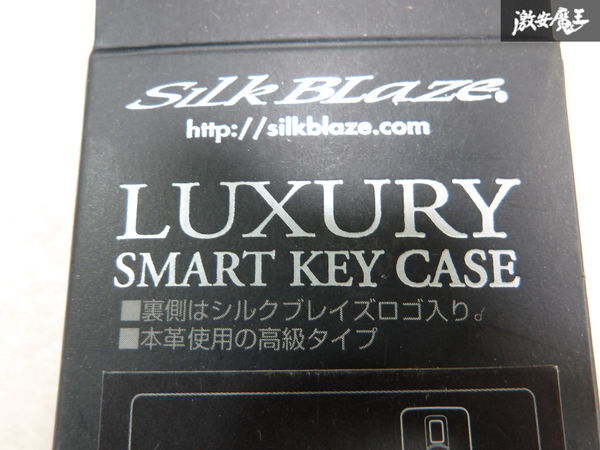 激安魔王
SilkBLaze.
http://silkblaze.com
LUXURY
SMART KEY CASE
■裏側はシルクブレイズロゴ入り。
■本革使用の高級タイプ